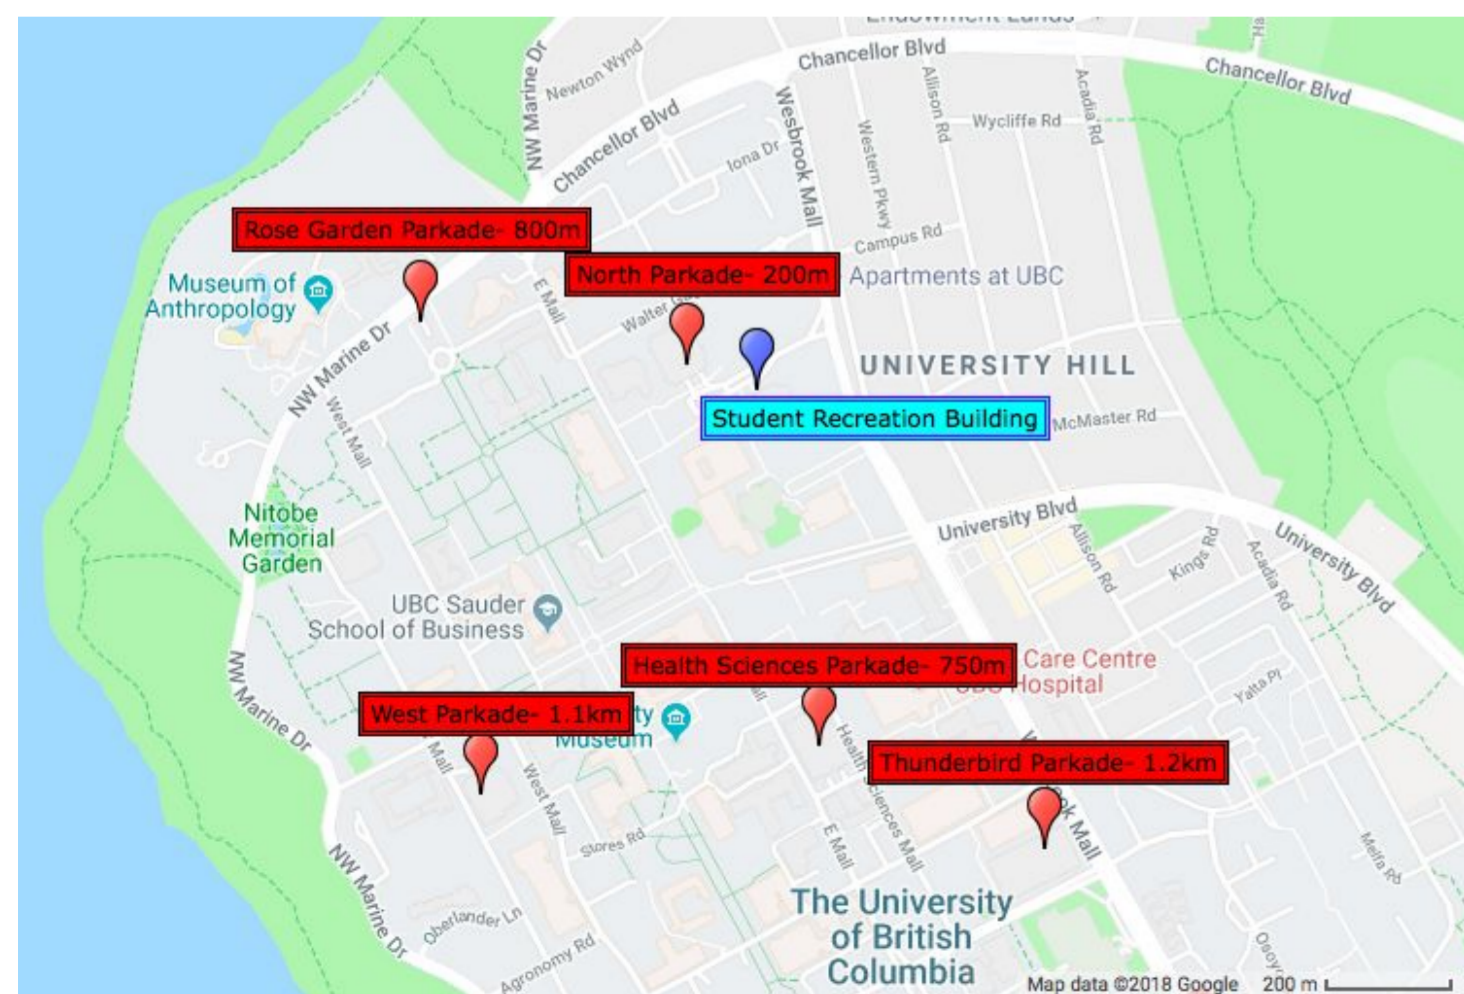 Endowment Lands
Chancellor Blvd
Chancellor Blvd
NW Marine Dr
Newton Wynd
Chancellor Blvd
Wesbrook Mall
Allison Rd
Acadia Rd
Wycliffe Rd
Western Pkwy
Iona Dr
Rose Garden Parkade- 800m
Campus Rd
North Parkade- 200m
Apartments at UBC
Museum of
Anthropology
E Mall
Walter
NW Marine Dr
UNIVERSITY HILL
West Mall
Student Recreation Building
McMaster Rd
Nitobe
Memorial
Garden
University Blvd
Allison Rd
Kings Rd
Acadia Rd
University Blvd
UBC Sauder
School of Business
Health Sciences Parkade- 750m
Care Centre
Hospital
NW Marine Dr
Yalta Pl
West Parkade- 1.1km
Museum
Mall
West Mall
Health Sciences Mall
Thunderbird Parkade- 1.2km
Mall
Stores Rd
E Mall
Melfa Rd
NW Marine Dr
The University
of British
Columbia
Oberlander Ln
Agronomy Rd
Map data ©2018 Google
200 m